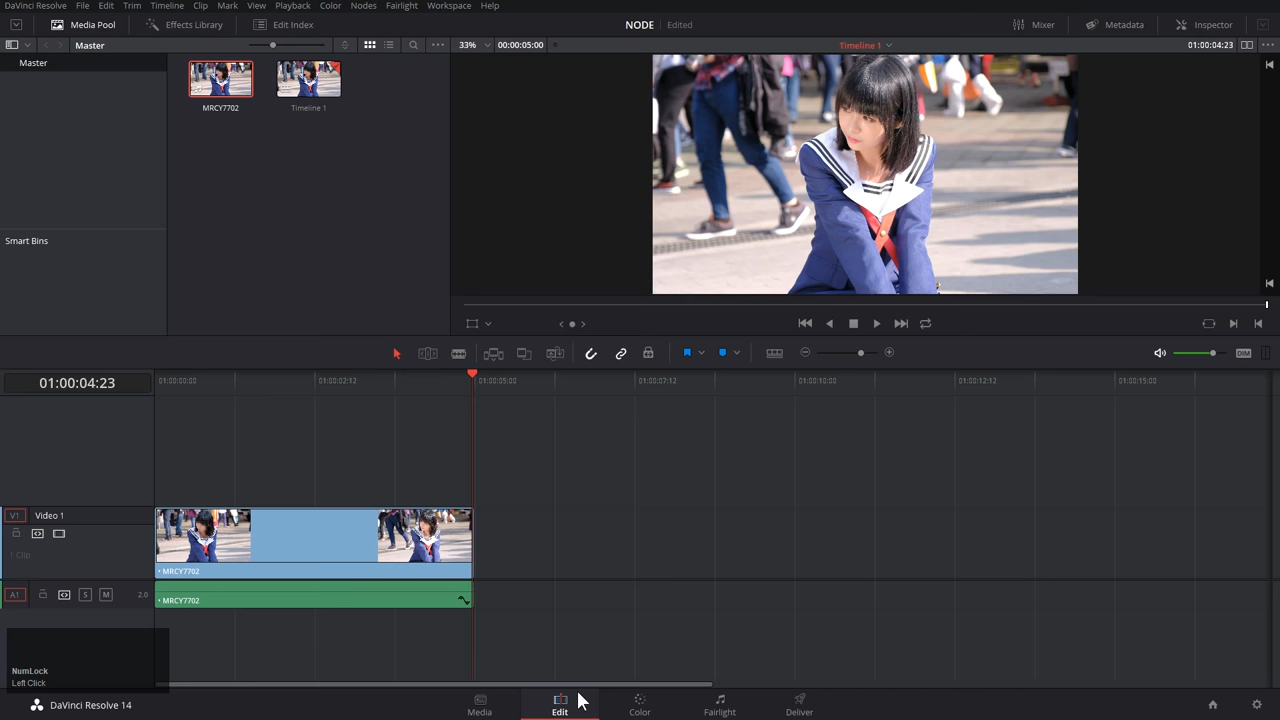 DaVinci Resolve File Edit Trim Timeline Clip Mark View Playback Color Nodes Fairlight Workspace Help
Media Pool Effects Library Edit Index NODE Edited Mixer Metadata Inspector
Master 33% 00:00:05:00 Timeline 1 01:00:04:23
Master
MRCY7702 Timeline 1
Smart Bins
DIM
01:00:04:23 01:00:00:00 01:00:02:12 01:00:05:00 01:00:07:12 01:00:10:00 01:00:12:12 01:00:15:00
V1 Video 1
1 Clip
• MRCY7702
A1 S M 2.0
• MRCY7702
NumLock
Left Click
DaVinci Resolve 14
Media Edit Color Fairlight Deliver